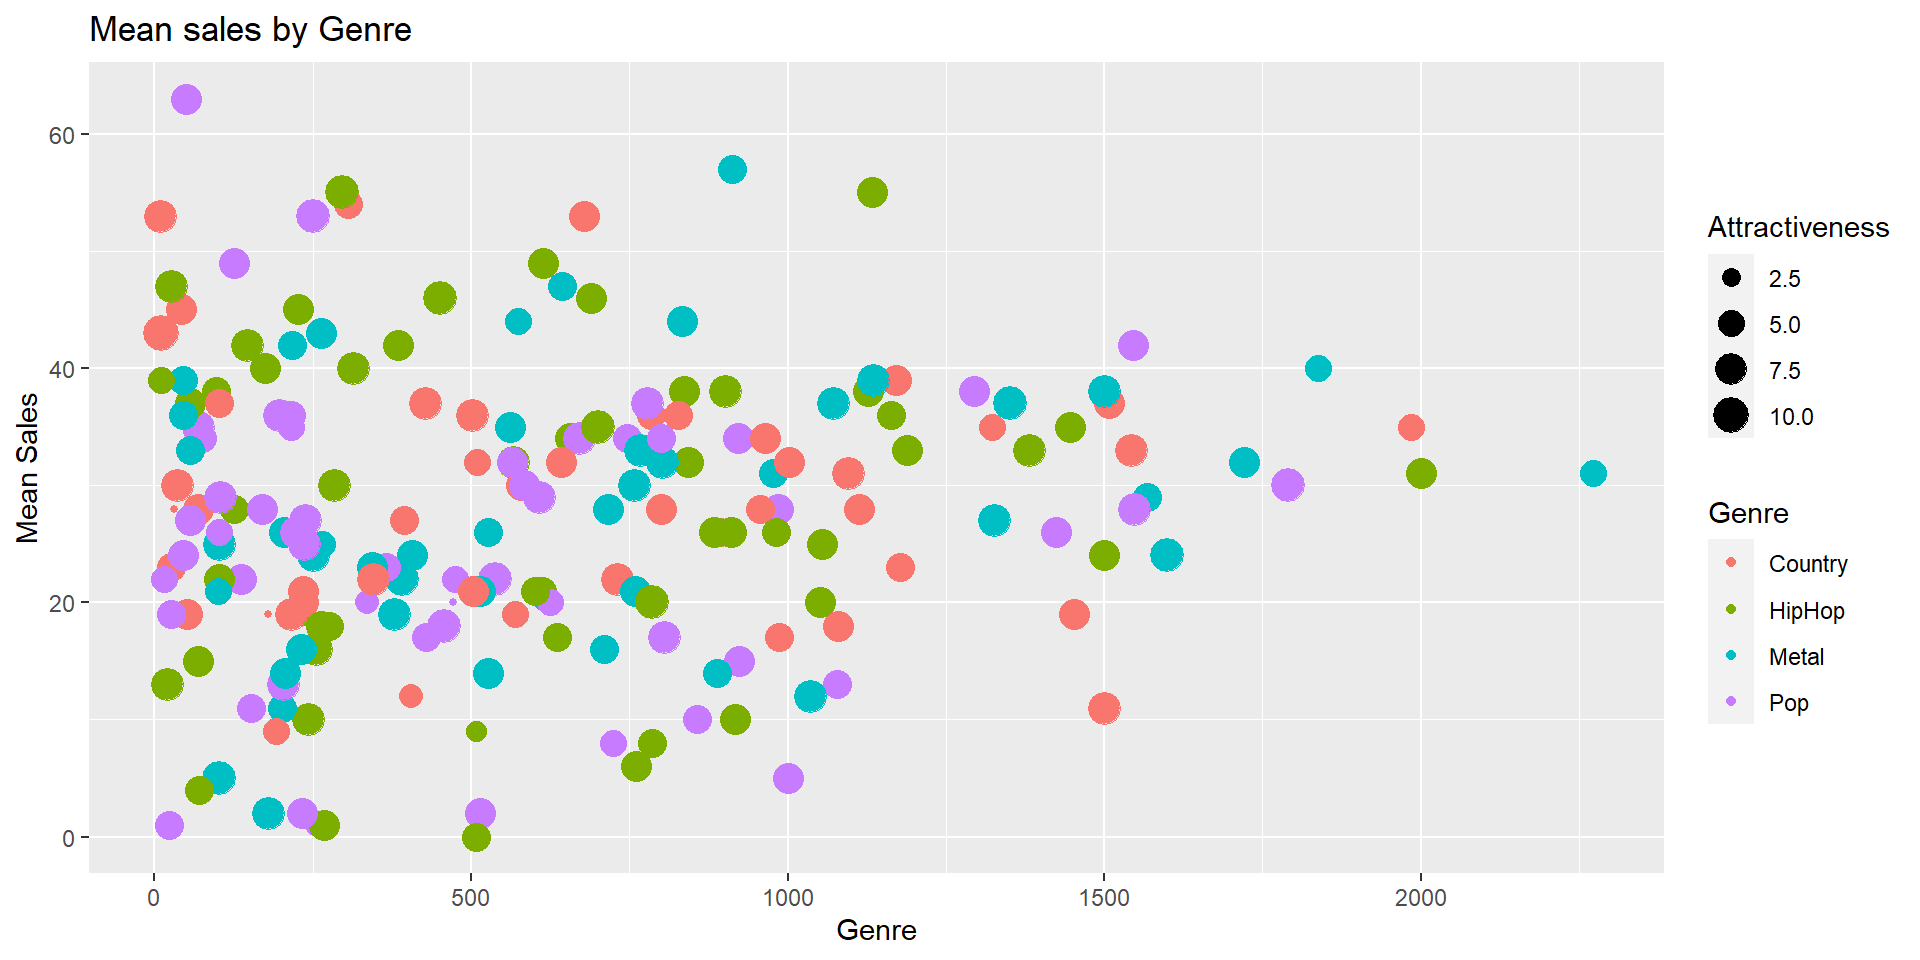 Mean sales by Genre
Mean Sales
60
40
20
0
0 500 1000 1500 2000
Genre
Attractiveness
2.5
5.0
7.5
10.0
Genre
Country
HipHop
Metal
Pop